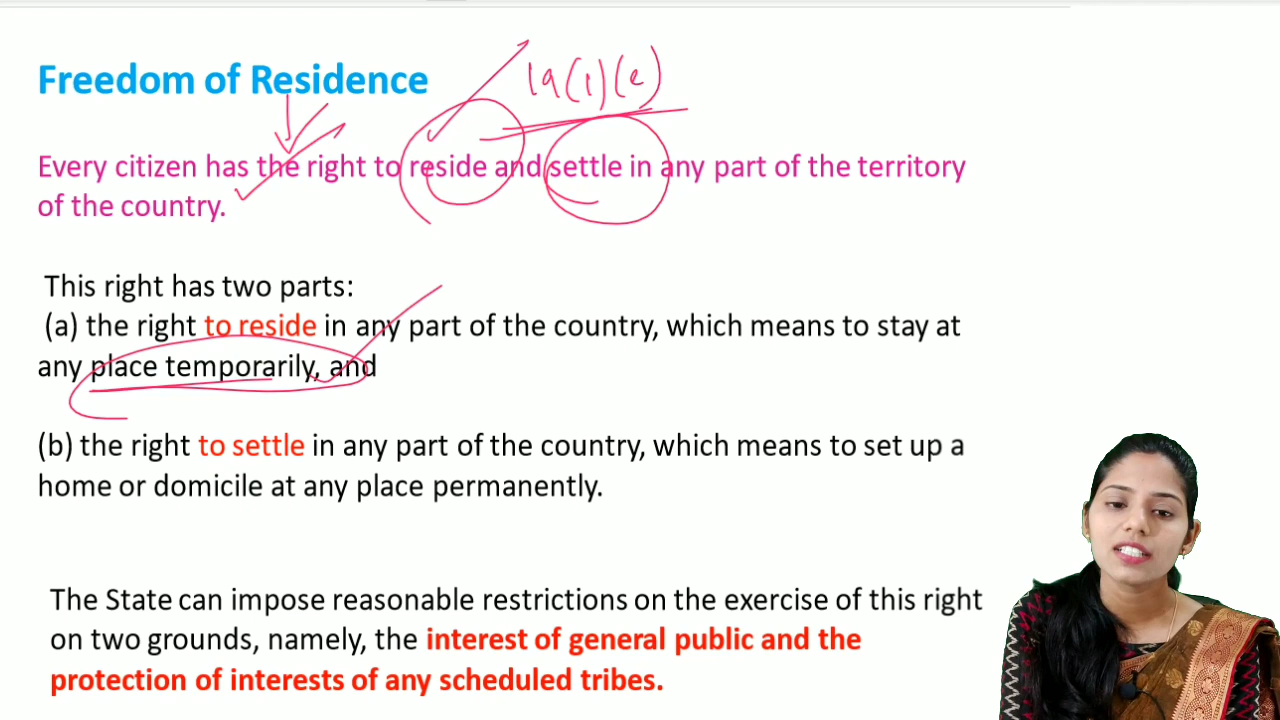 Freedom of Residence
19(1)(e)
Every citizen has the right to reside and settle in any part of the territory
of the country.
This right has two parts:
(a) the right to reside in any part of the country, which means to stay at
any place temporarily, and
(b) the right to settle in any part of the country, which means to set up a
home or domicile at any place permanently.
The State can impose reasonable restrictions on the exercise of this right
on two grounds, namely, the interest of general public and the
protection of interests of any scheduled tribes.